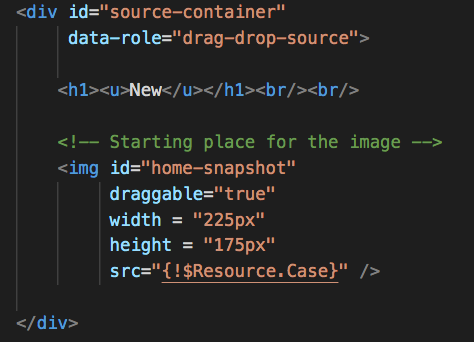 <div id="source-container"
data-role="drag-drop-source">
<h1><u>New</u></h1><br/><br/>
<!-- Starting place for the image -->
<img id="home-snapshot"
draggable="true"
width = "225px"
height = "175px"
src="{!$Resource.Case}" />
</div>